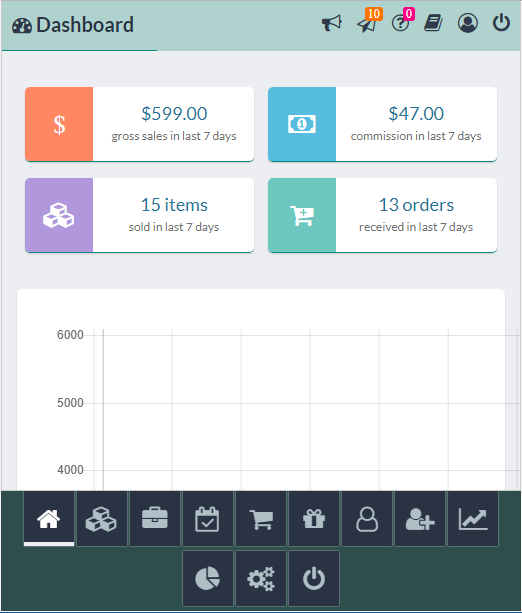 Dashboard
10
0
$599.00
gross sales in last 7 days
$47.00
commission in last 7 days
15 items
sold in last 7 days
13 orders
received in last 7 days
6000
5000
4000